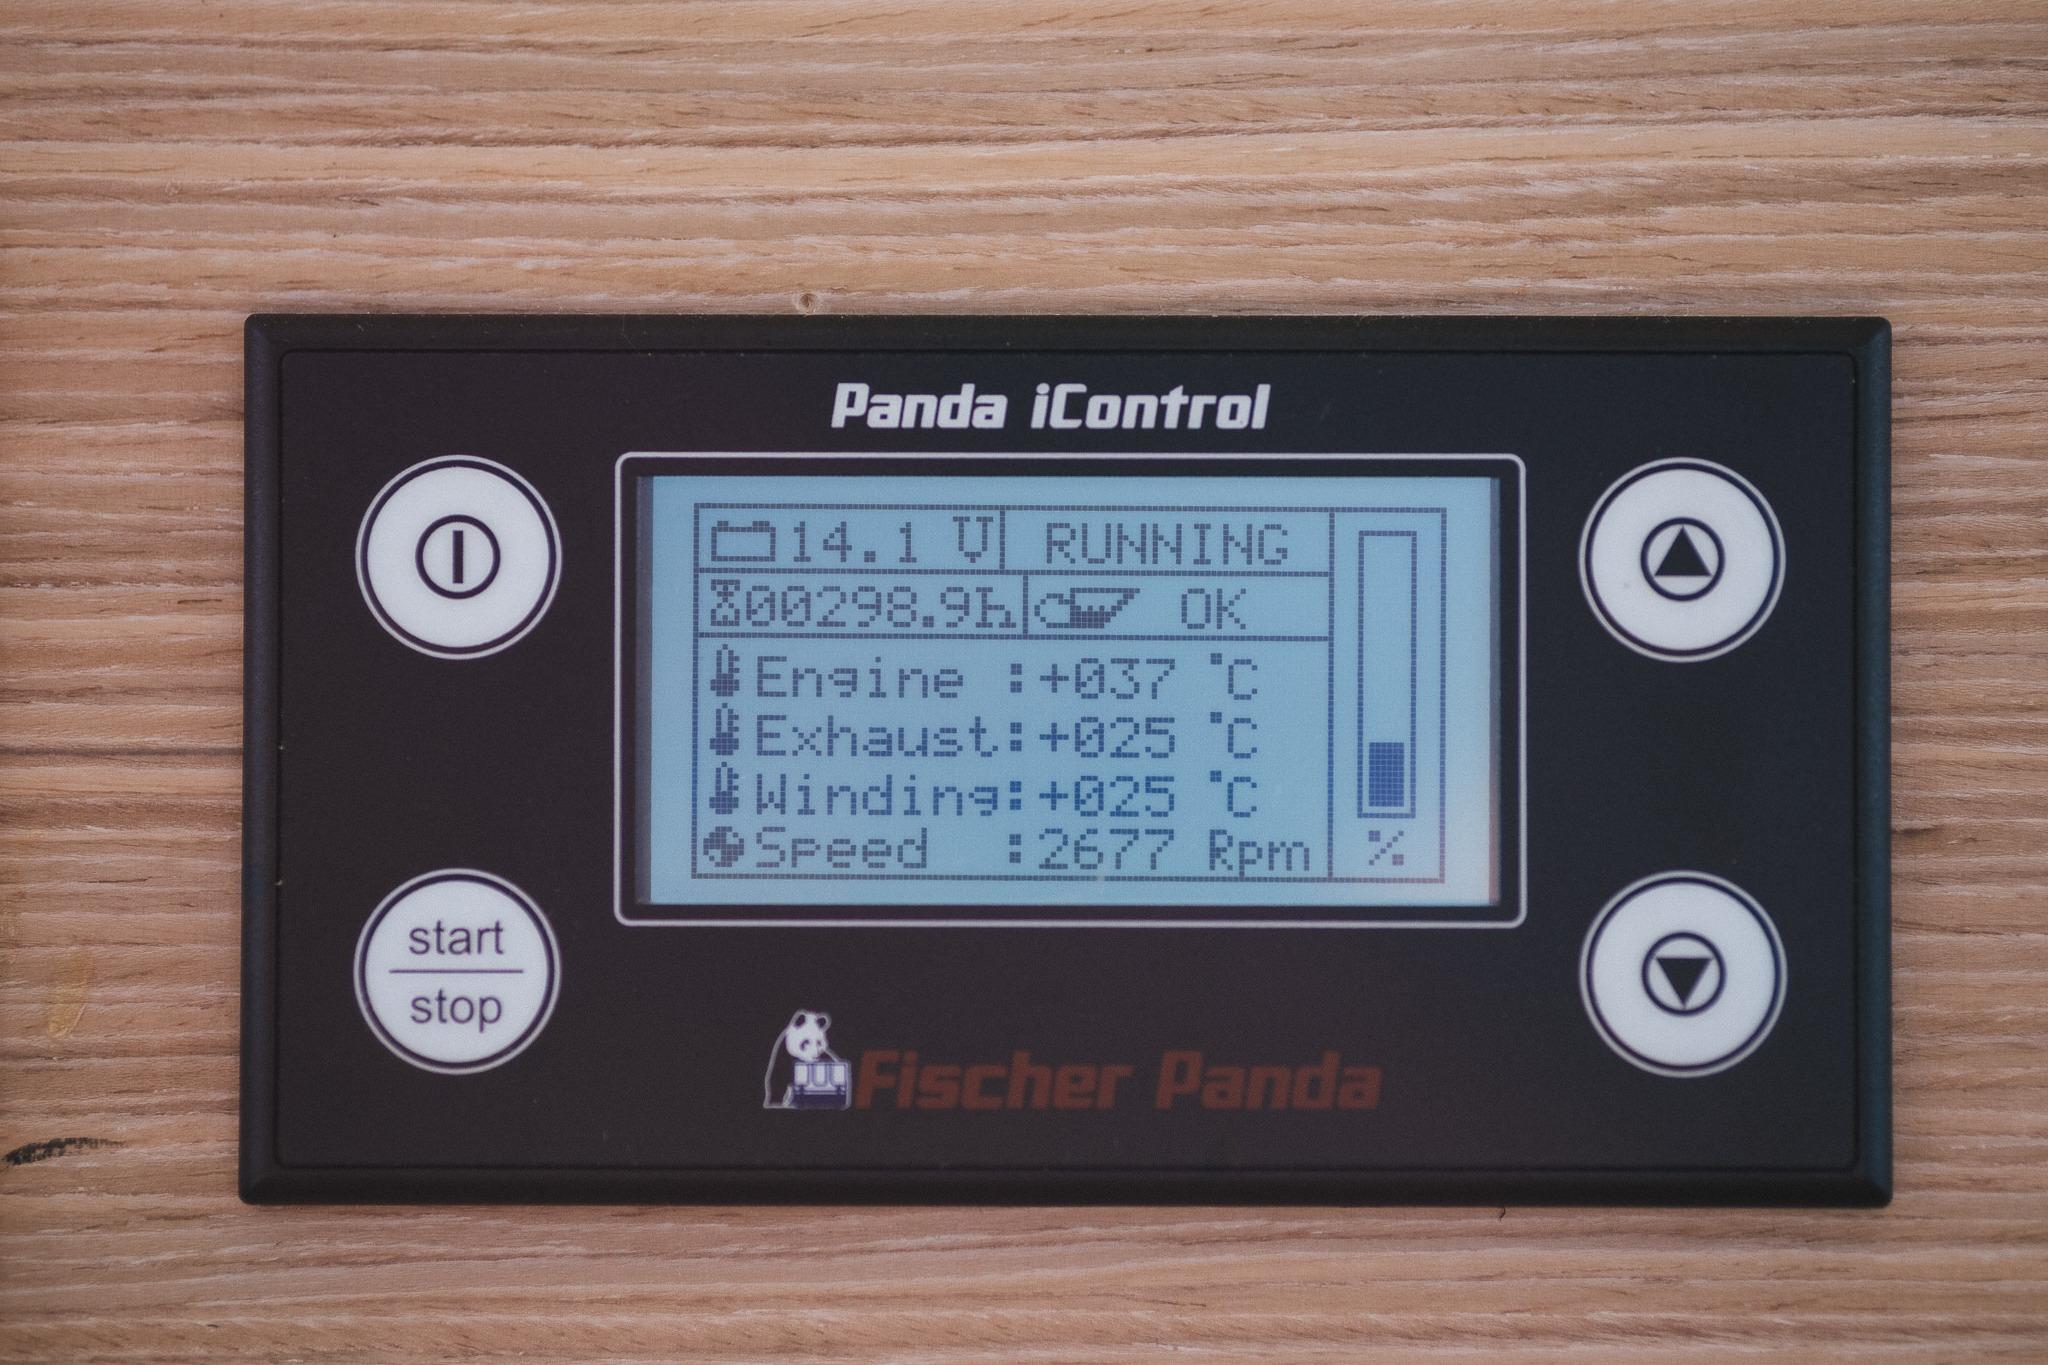 Panda iControl
14.1 V RUNNING
00298.9h OK
Engine :+037 °C
Exhaust:+025 °C
Winding:+025 °C
Speed :2677 Rpm
%
start
stop
Fischer Panda